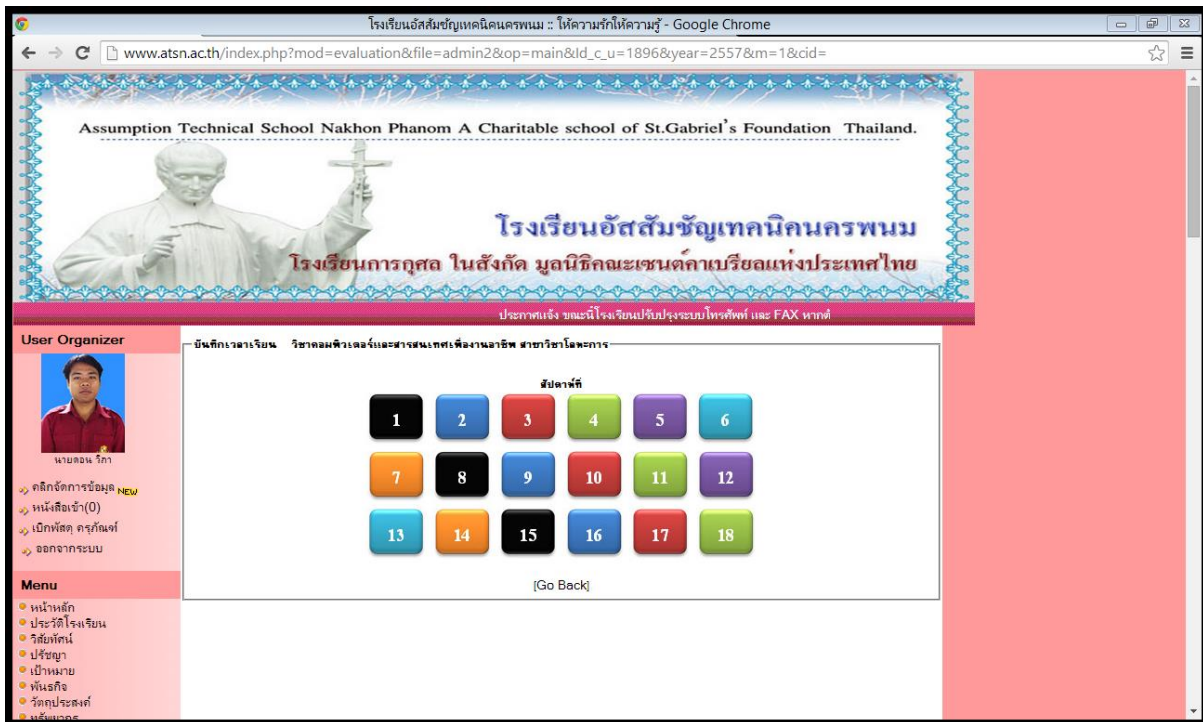 โรงเรียนอัสสัมชัญเทคนิคนครพนม :: ให้ความรักให้ความรู้ - Google Chrome
www.atsn.ac.th/index.php?mod=evaluation&file=admin2&op=main&Id_c_u=1896&year=2557&m=1&cid=
Assumption Technical School Nakhon Phanom A Charitable school of St.Gabriel's Foundation Thailand.
โรงเรียนอัสสัมชัญเทคนิคนครพนม
โรงเรียนการกุศล ในสังกัด มูลนิธิคณะเซนต์คาเบรียลแห่งประเทศไทย
ประกาศแจ้ง ขณะนี้โรงเรียนปรับปรุงระบบโทรศัพท์ และ FAX หากต้
User Organizer
บันทึกเวลาเรียน วิชาคอมพิวเตอร์และสารสนเทศเพื่องานอาชีพ สาขาวิชาโลหะการ
สัปดาห์ที่
1 2 3 4 5 6
7 8 9 10 11 12
13 14 15 16 17 18
[Go Back]
นายดอน วิกา
คลิกจัดการข้อมูล NEW
หนังสือเข้า(0)
เบิกพัสดุ ครุภัณฑ์
ออกจากระบบ
Menu
หน้าหลัก
ประวัติโรงเรียน
วิสัยทัศน์
ปรัชญา
เป้าหมาย
พันธกิจ
วัตถุประสงค์
ทรัพยากร